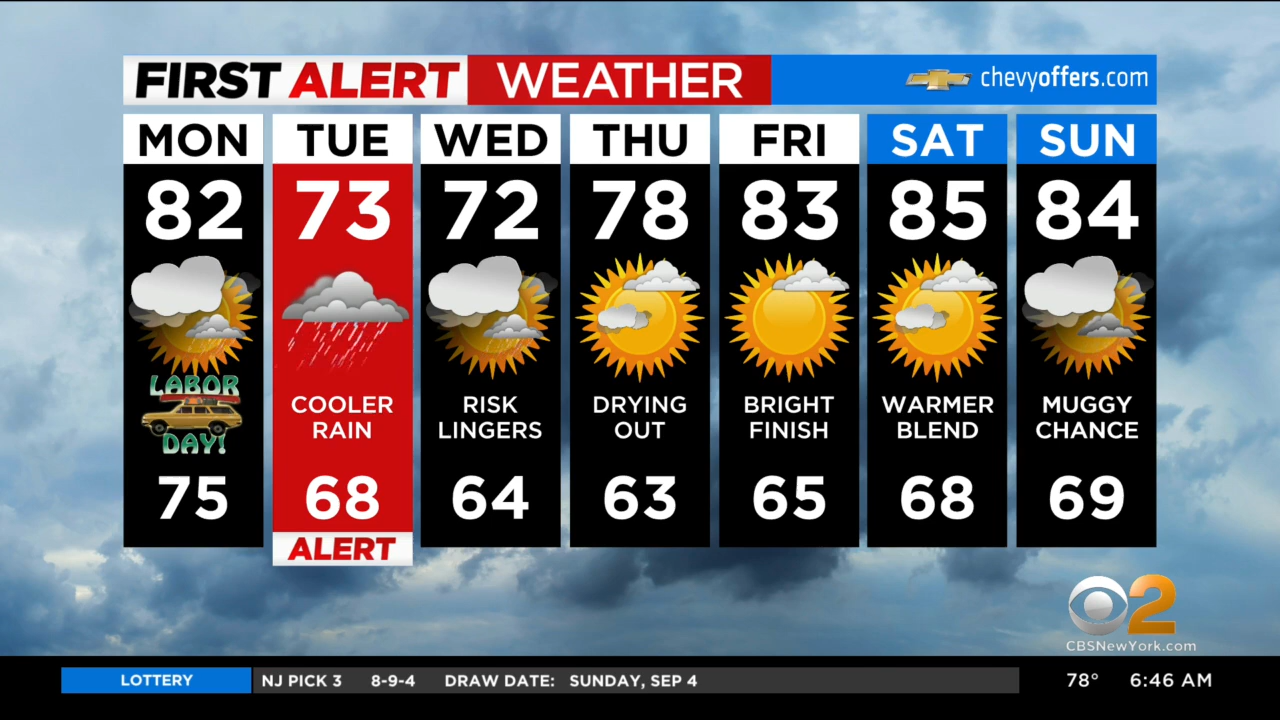 FIRST ALERT WEATHER
chevyoffers.com
MON
82
LABOR
DAY!
75
TUE
73
COOLER
RAIN
68
ALERT
WED
72
RISK
LINGERS
64
THU
78
DRYING
OUT
63
FRI
83
BRIGHT
FINISH
65
SAT
85
WARMER
BLEND
68
SUN
84
MUGGY
CHANCE
69
2
CBSNewYork.com
LOTTERY
NJ PICK 3 8-9-4 DRAW DATE: SUNDAY, SEP 4
78° 6:46 AM